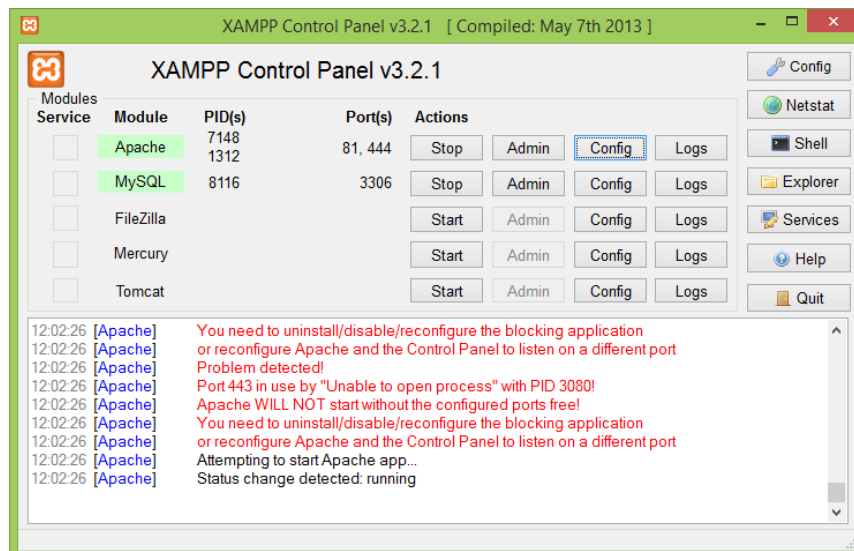 XAMPP Control Panel v3.2.1 [ Compiled: May 7th 2013 ]
XAMPP Control Panel v3.2.1
Config
Modules
Service Module PID(s) Port(s) Actions
Netstat
Apache 7148 1312 81, 444 Stop Admin Config Logs
Shell
MySQL 8116 3306 Stop Admin Config Logs
Explorer
FileZilla Start Admin Config Logs
Services
Mercury Start Admin Config Logs
Help
Tomcat Start Admin Config Logs
Quit
12:02:26 [Apache] You need to uninstall/disable/reconfigure the blocking application
12:02:26 [Apache] or reconfigure Apache and the Control Panel to listen on a different port
12:02:26 [Apache] Problem detected!
12:02:26 [Apache] Port 443 in use by "Unable to open process" with PID 3080!
12:02:26 [Apache] Apache WILL NOT start without the configured ports free!
12:02:26 [Apache] You need to uninstall/disable/reconfigure the blocking application
12:02:26 [Apache] or reconfigure Apache and the Control Panel to listen on a different port
12:02:26 [Apache] Attempting to start Apache app...
12:02:26 [Apache] Status change detected: running